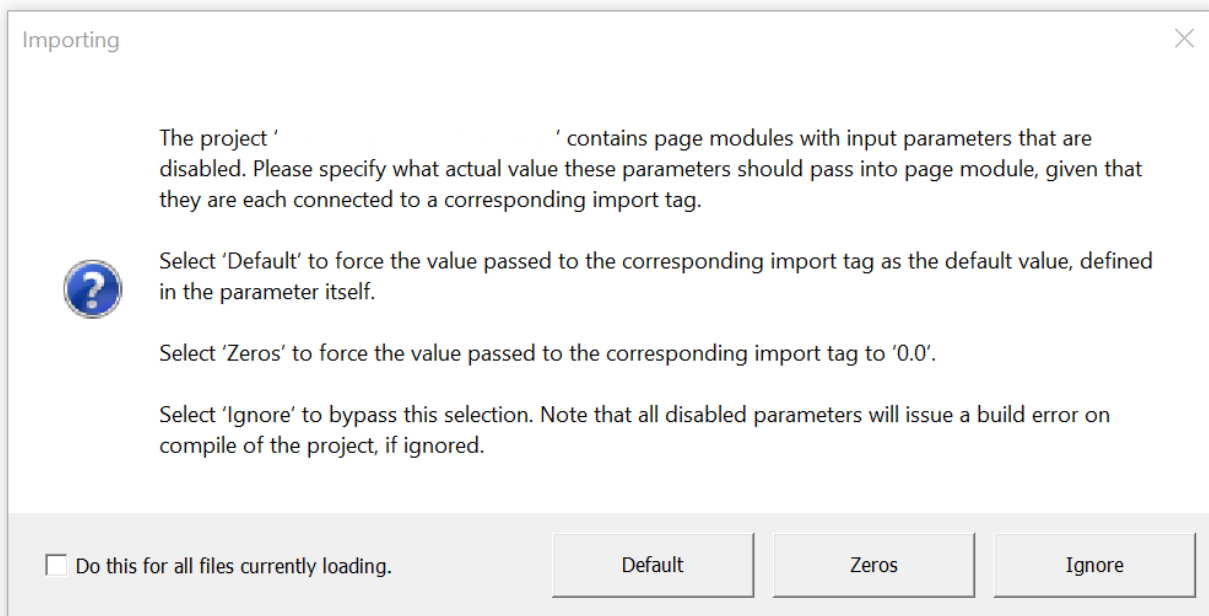 Importing
The project ‘ ’ contains page modules with input parameters that are
disabled. Please specify what actual value these parameters should pass into page module, given that
they are each connected to a corresponding import tag.
Select ‘Default’ to force the value passed to the corresponding import tag as the default value, defined
in the parameter itself.
Select ‘Zeros’ to force the value passed to the corresponding import tag to ‘0.0’.
Select ‘Ignore’ to bypass this selection. Note that all disabled parameters will issue a build error on
compile of the project, if ignored.
Do this for all files currently loading.
Default
Zeros
Ignore